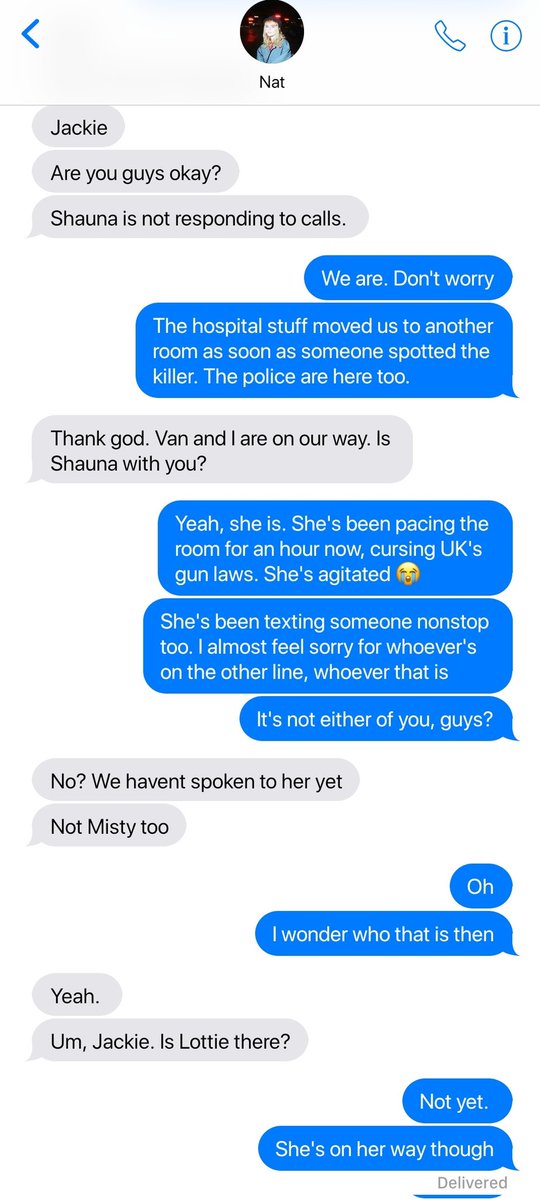 Nat
Jackie
Are you guys okay?
Shauna is not responding to calls.
We are. Don't worry
The hospital stuff moved us to another
room as soon as someone spotted the
killer. The police are here too.
Thank god. Van and I are on our way. Is
Shauna with you?
Yeah, she is. She's been pacing the
room for an hour now, cursing UK's
gun laws. She's agitated 😭
She's been texting someone nonstop
too. I almost feel sorry for whoever's
on the other line, whoever that is
It's not either of you, guys?
No? We havent spoken to her yet
Not Misty too
Oh
I wonder who that is then
Yeah.
Um, Jackie. Is Lottie there?
Not yet.
She's on her way though
Delivered